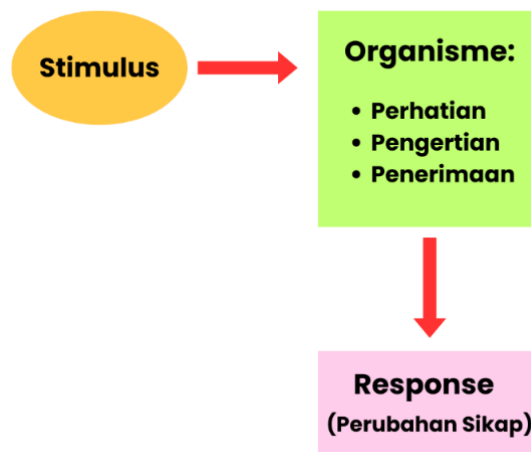 Stimulus
Organisme:
• Perhatian
• Pengertian
• Penerimaan
Response
(Perubahan Sikap)